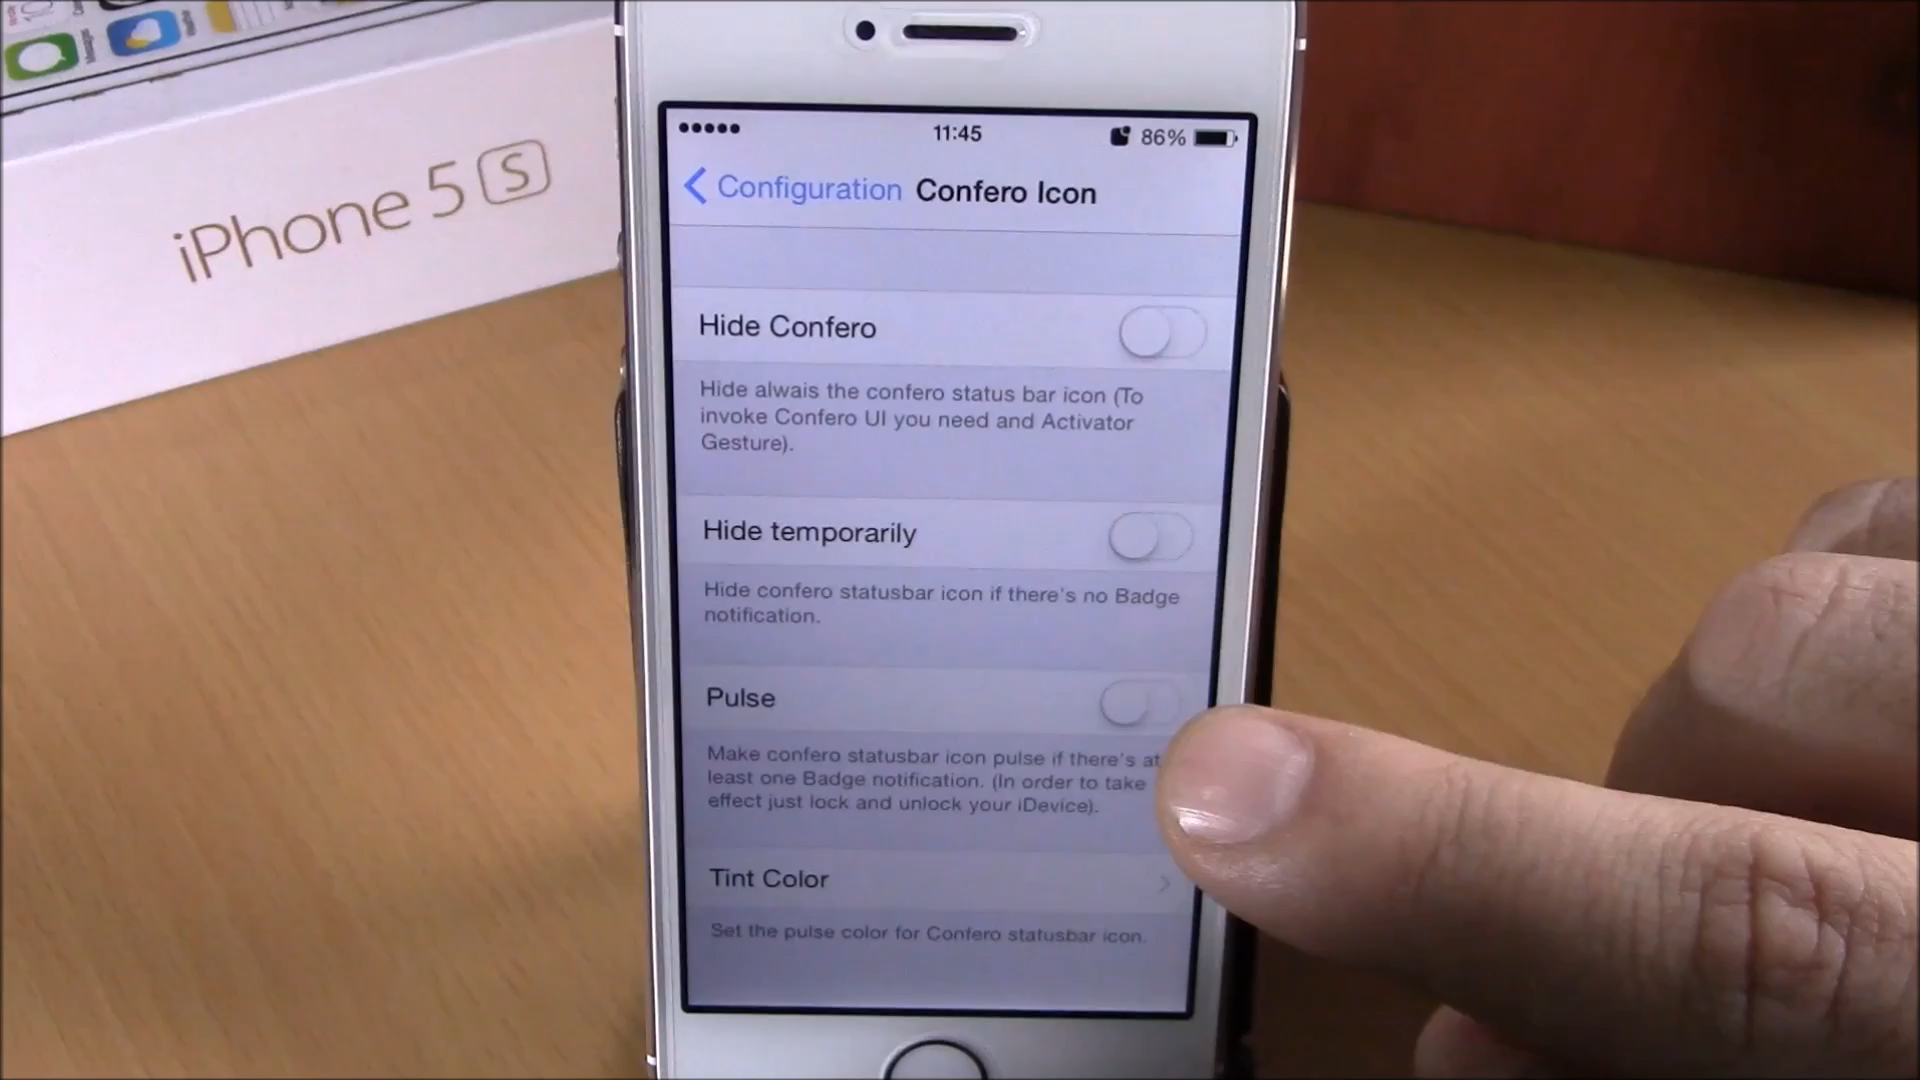 iPhone 5 S
11:45
86%
Configuration Confero Icon
Hide Confero
Hide alwais the confero status bar icon (To
invoke Confero UI you need and Activator
Gesture).
Hide temporarily
Hide confero statusbar icon if there's no Badge
notification.
Pulse
Make confero statusbar icon pulse if there's at
least one Badge notification. (In order to take
effect just lock and unlock your iDevice).
Tint Color
Set the pulse color for Confero statusbar icon.